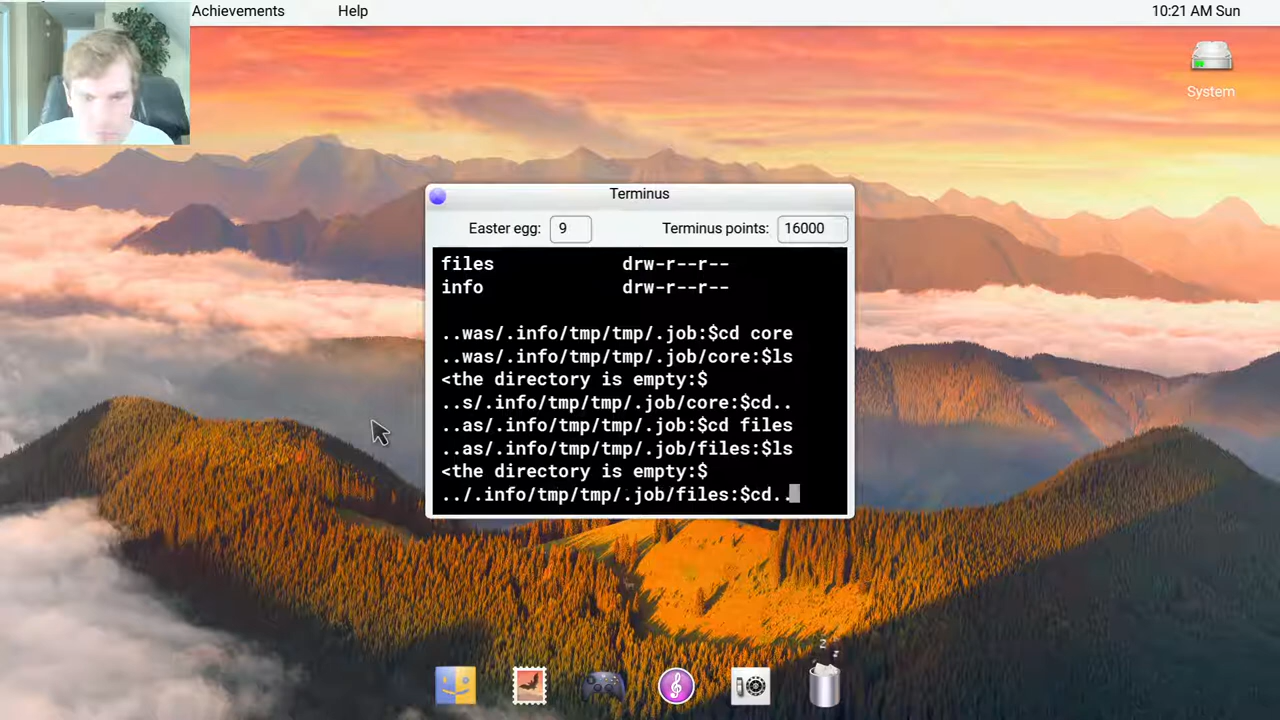 Achievements Help 10:21 AM Sun
System
Terminus
Easter egg: 9 Terminus points: 16000
files drw-r--r--
info drw-r--r--
..was/.info/tmp/tmp/.job:$cd core
..was/.info/tmp/tmp/.job/core:$ls
<the directory is empty:$
..s/.info/tmp/tmp/.job/core:$cd..
..as/.info/tmp/tmp/.job:$cd files
..as/.info/tmp/tmp/.job/files:$ls
<the directory is empty:$
../.info/tmp/tmp/.job/files:$cd..
z
z